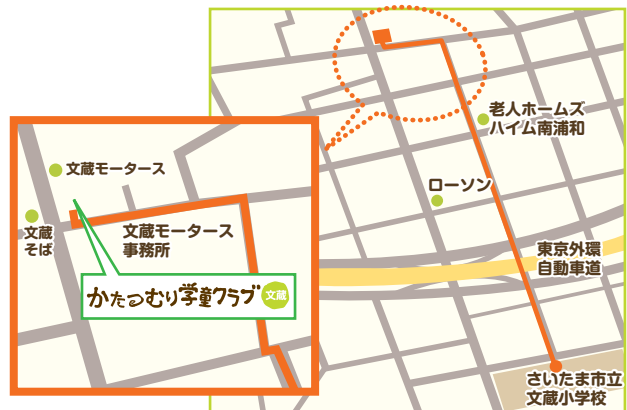 老人ホームズ
ハイム南浦和
ローソン
東京外環
自動車道
さいたま市立
文蔵小学校
文蔵モータース
文蔵
そば
文蔵モータース
事務所
かたつむり学童クラブ 文蔵